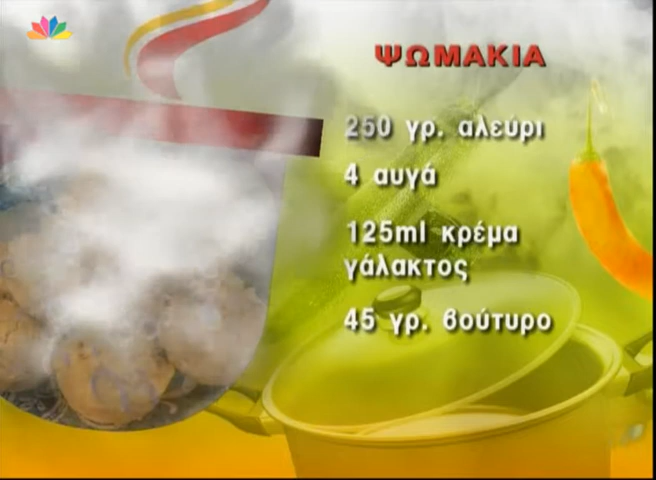 ΨΩΜΑΚΙΑ
250 γρ. αλεύρι
4 αυγά
125ml κρέμα
γάλακτος
45 γρ. βούτυρο